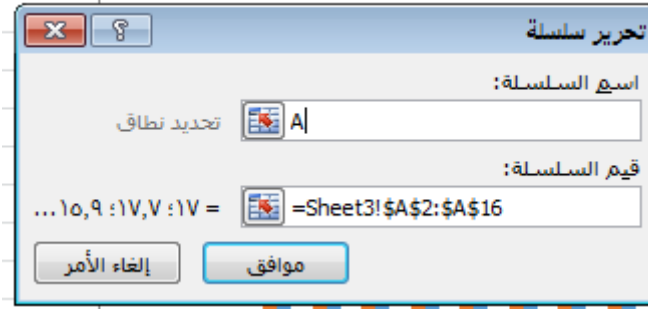 تحرير سلسلة
اسم السلسلة:
A تحديد نطاق
قيم السلسلة:
=Sheet3!$A$2:$A$16 = ١٧؛ ١٧,٧؛ ١٥,٩ ...
موافق إلغاء الأمر